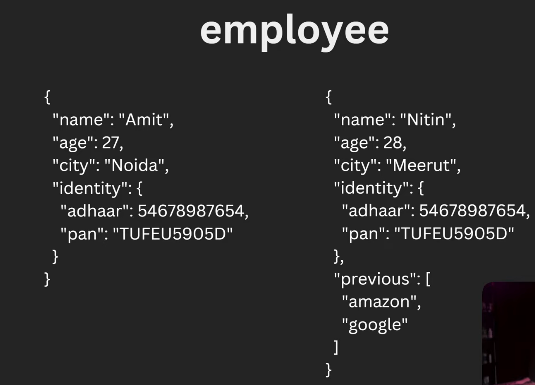 employee
{
"name": "Amit",
"age": 27,
"city": "Noida",
"identity": {
"adhaar": 54678987654,
"pan": "TUFEU5905D"
}
}
{
"name": "Nitin",
"age": 28,
"city": "Meerut",
"identity": {
"adhaar": 54678987654,
"pan": "TUFEU5905D"
},
"previous": [
"amazon",
"google"
]
}